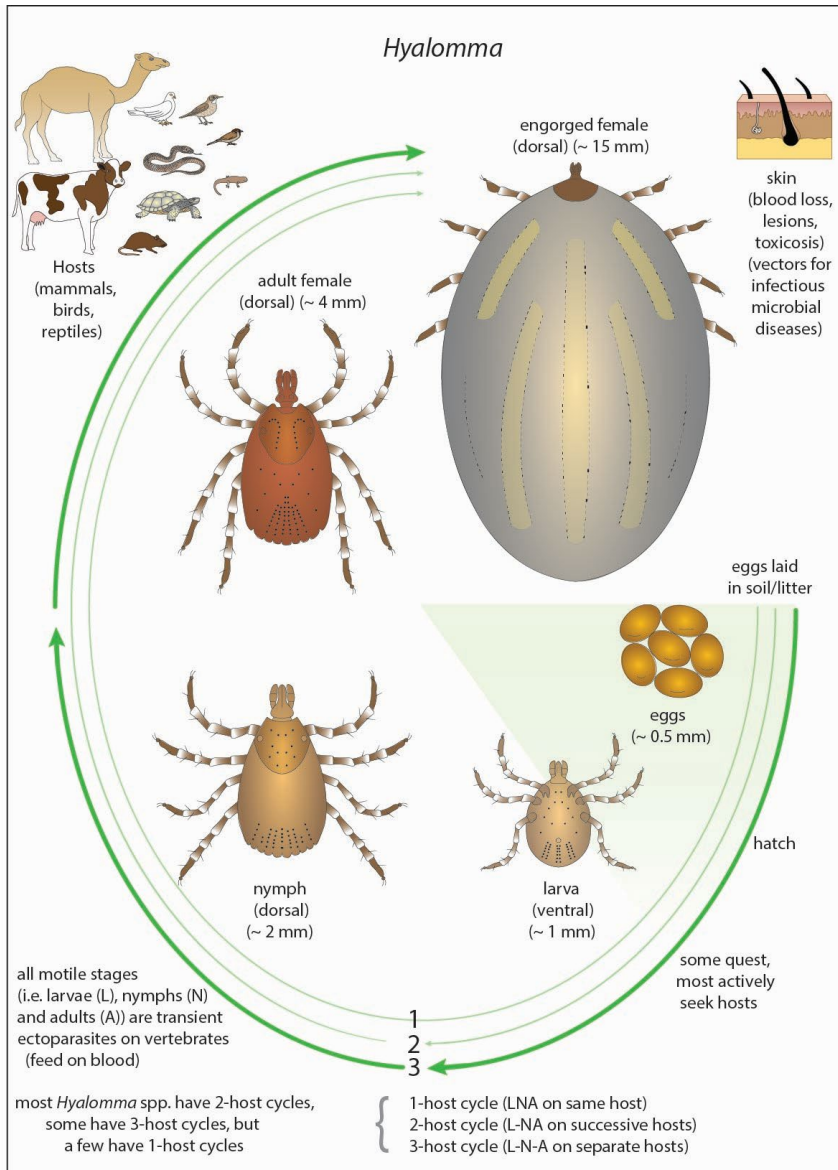 Hyalomma
engorged female
(dorsal) (~ 15 mm)
skin
(blood loss,
lesions,
toxicosis)
(vectors for
infectious
microbial
diseases)
Hosts
(mammals,
birds,
reptiles)
adult female
(dorsal) (~ 4 mm)
eggs laid
in soil/litter
eggs
(~ 0.5 mm)
hatch
nymph
(dorsal)
(~ 2 mm)
larva
(ventral)
(~ 1 mm)
some quest,
most actively
seek hosts
all motile stages
(i.e. larvae (L), nymphs (N)
and adults (A)) are transient
ectoparasites on vertebrates
(feed on blood)
1
2
3
most Hyalomma spp. have 2-host cycles,
some have 3-host cycles, but
a few have 1-host cycles
1-host cycle (LNA on same host)
2-host cycle (L-NA on successive hosts)
3-host cycle (L-N-A on separate hosts)